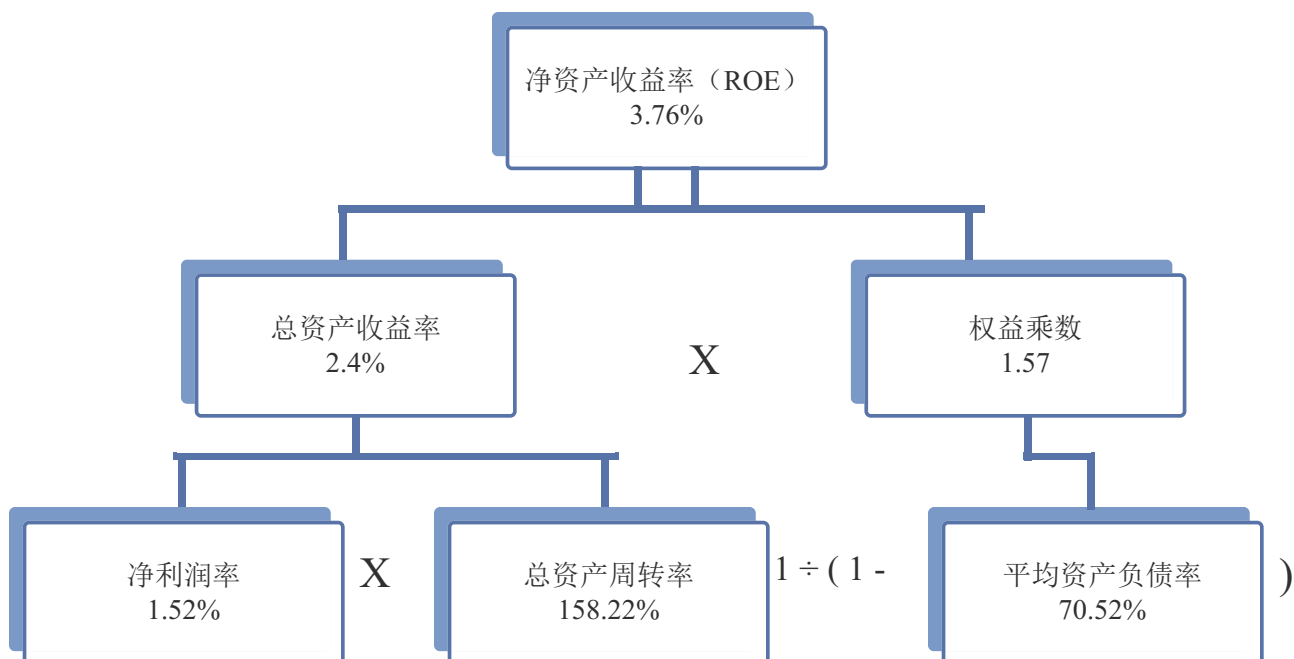 净资产收益率（ROE）
3.76%
总资产收益率
2.4%
X
权益乘数
1.57
净利润率
1.52%
X
总资产周转率
158.22%
1 ÷ ( 1 -
平均资产负债率
70.52%
)